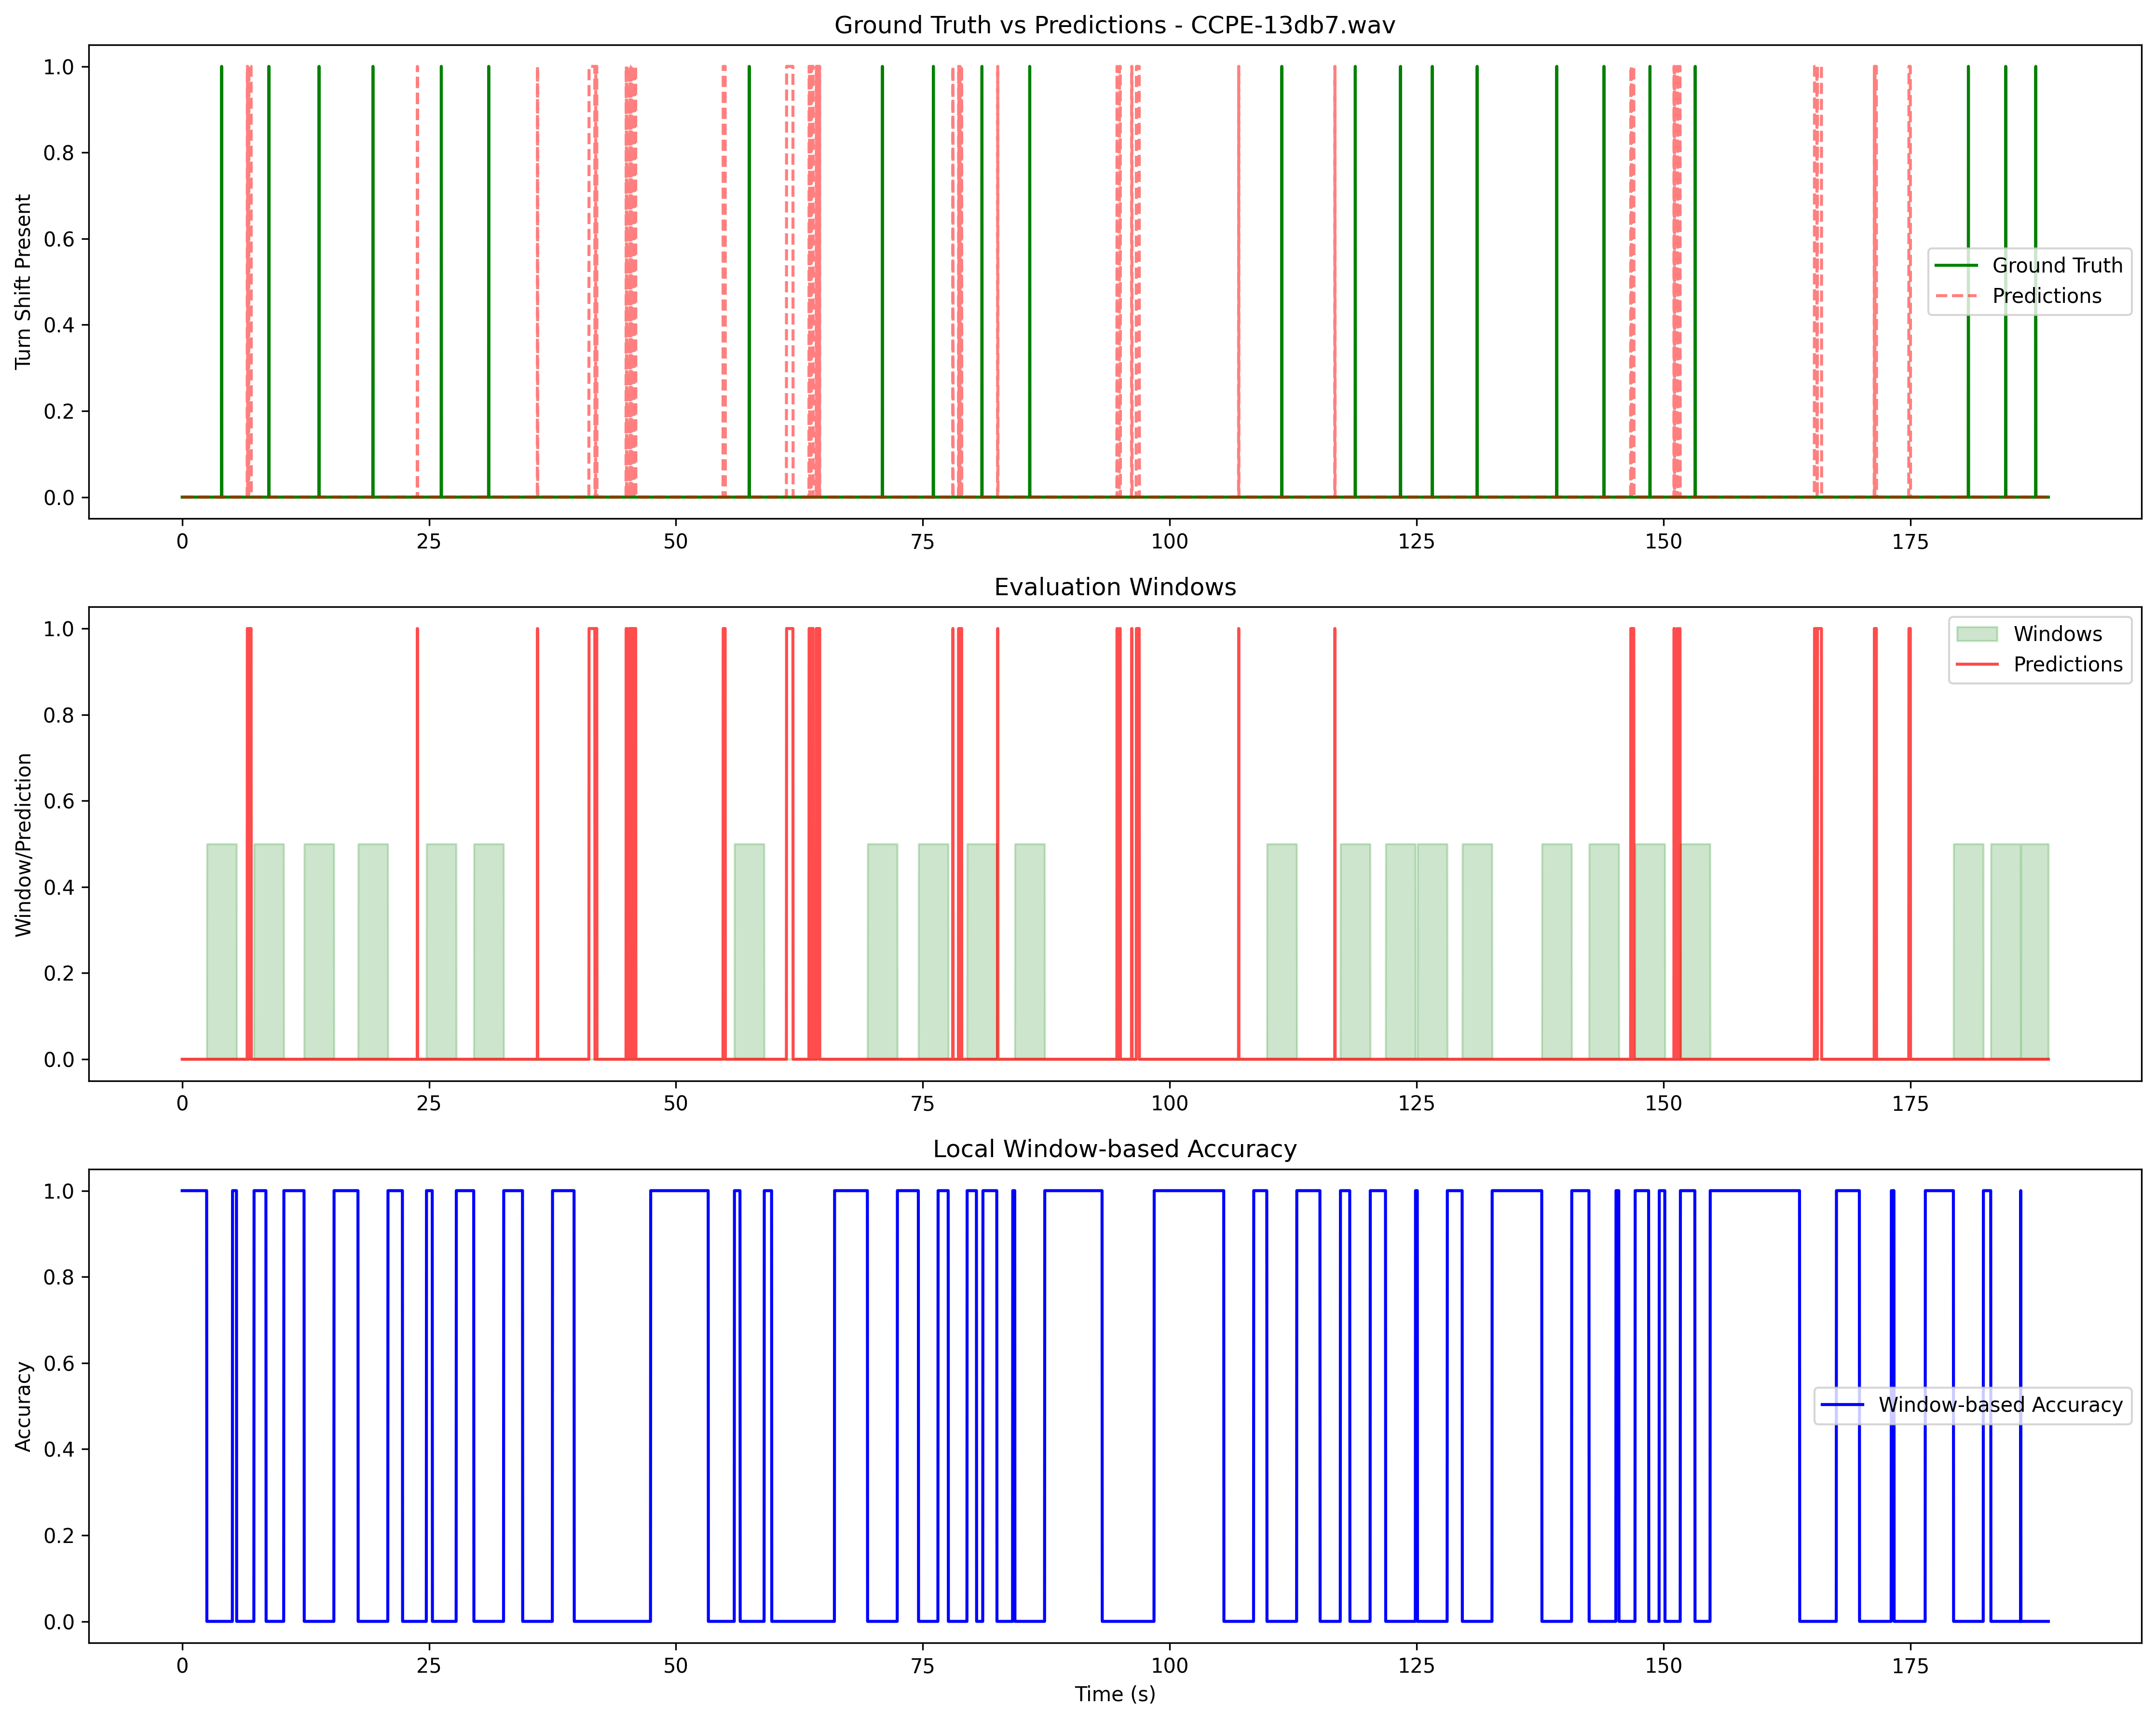 Ground Truth vs Predictions - CCPE-13db7.wav
1.0
0.8
0.6
0.4
0.2
0.0
Turn Shift Present
Ground Truth
Predictions
0 25 50 75 100 125 150 175
Evaluation Windows
1.0
0.8
0.6
0.4
0.2
0.0
Window/Prediction
Windows
Predictions
0 25 50 75 100 125 150 175
Local Window-based Accuracy
1.0
0.8
0.6
0.4
0.2
0.0
Accuracy
Window-based Accuracy
0 25 50 75 100 125 150 175
Time (s)